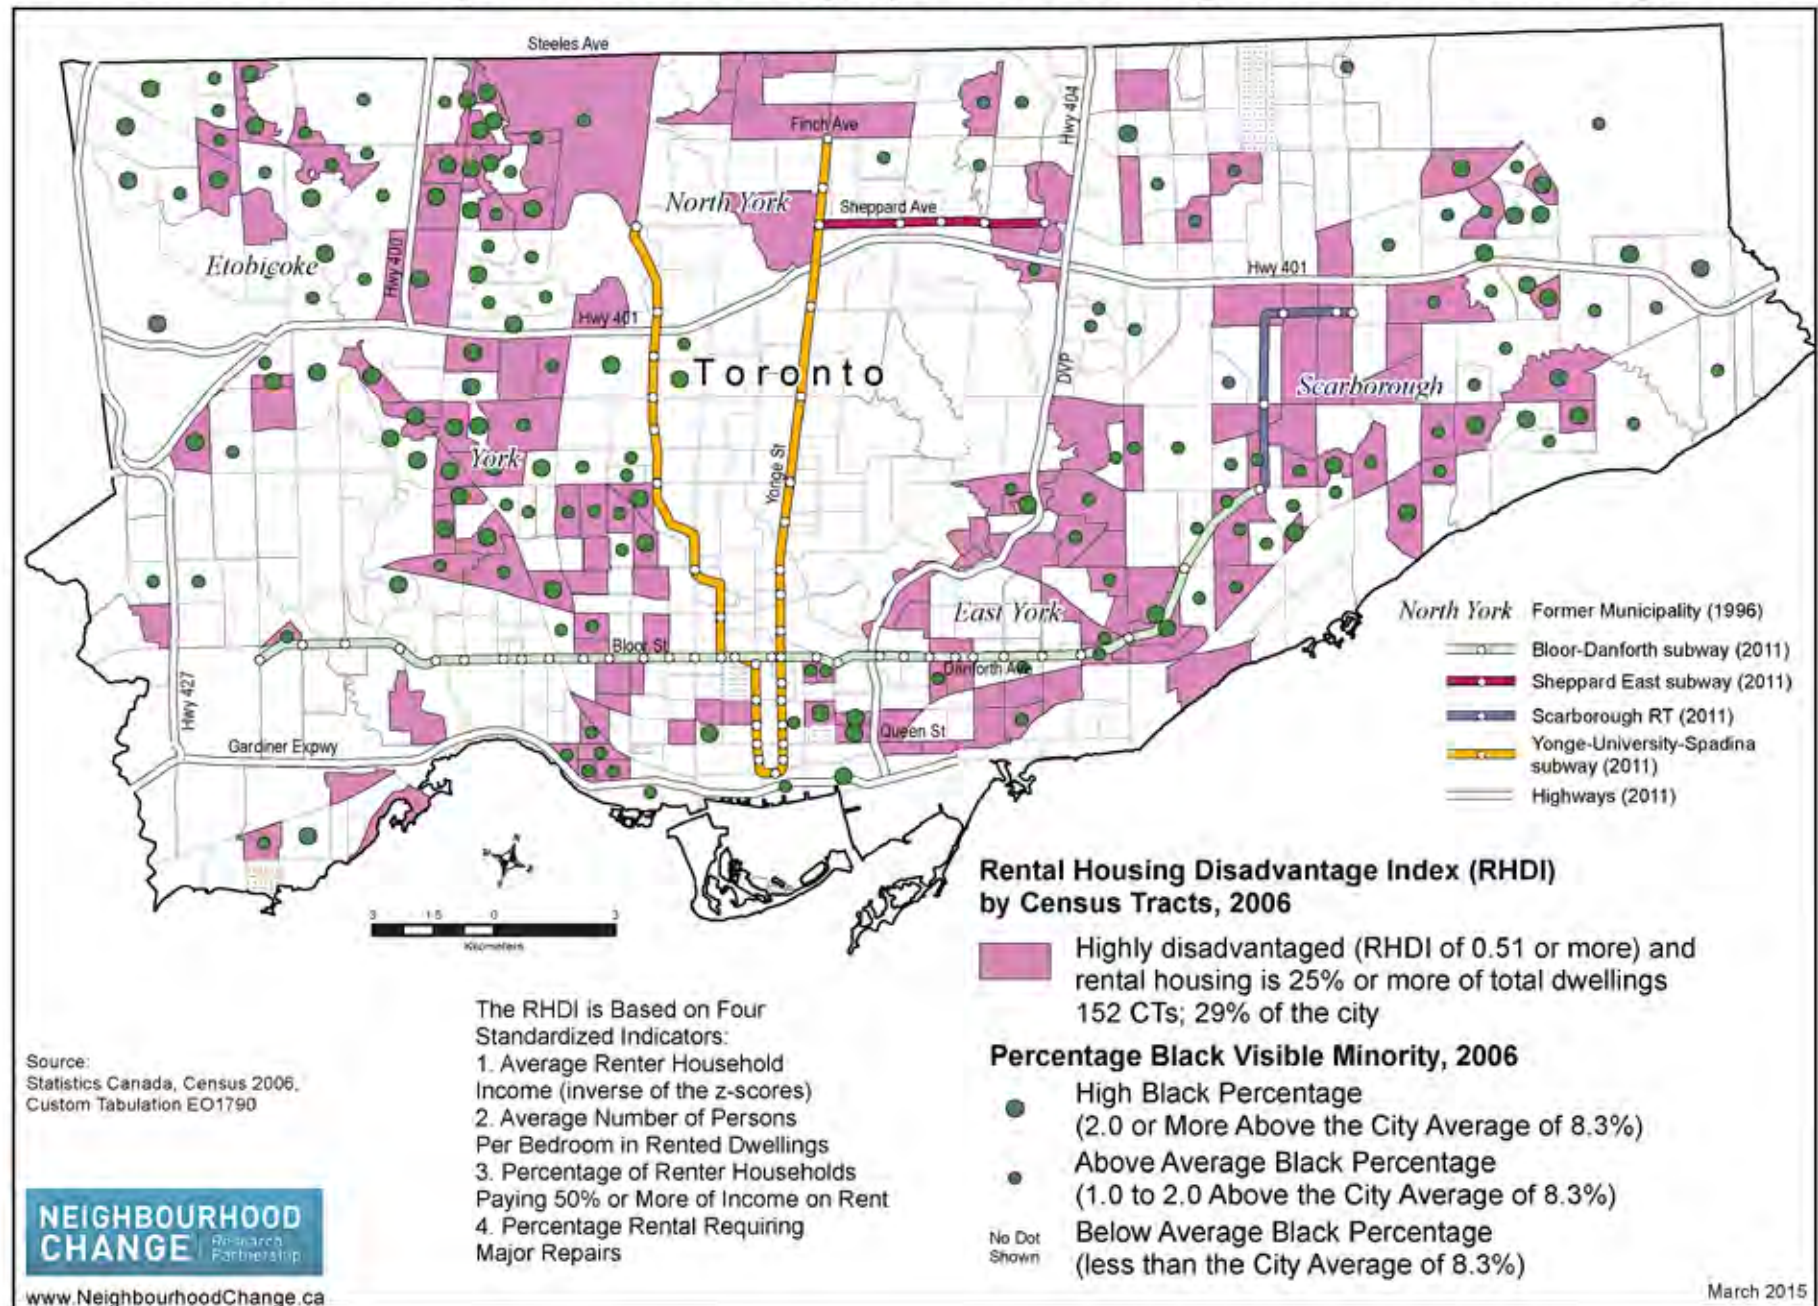 Steeles Ave
Hwy 404
Finch Ave
North York
Sheppard Ave
Etobicoke
Hwy 400
Hwy 401
Hwy 401
Toronto
DVP
Scarborough
York
Yonge St
East York
Bloor St
Danforth Ave
Hwy 427
Queen St
Gardiner Expwy
North York Former Municipality (1996)
Bloor-Danforth subway (2011)
Sheppard East subway (2011)
Scarborough RT (2011)
Yonge-University-Spadina
subway (2011)
Highways (2011)
N
3 1.5 0 3
Kilometers
Rental Housing Disadvantage Index (RHDI)
by Census Tracts, 2006
Highly disadvantaged (RHDI of 0.51 or more) and
rental housing is 25% or more of total dwellings
152 CTs; 29% of the city
Percentage Black Visible Minority, 2006
High Black Percentage
(2.0 or More Above the City Average of 8.3%)
Above Average Black Percentage
(1.0 to 2.0 Above the City Average of 8.3%)
No Dot
Shown
Below Average Black Percentage
(less than the City Average of 8.3%)
The RHDI is Based on Four
Standardized Indicators:
1. Average Renter Household
Income (inverse of the z-scores)
2. Average Number of Persons
Per Bedroom in Rented Dwellings
3. Percentage of Renter Households
Paying 50% or More of Income on Rent
4. Percentage Rental Requiring
Major Repairs
Source:
Statistics Canada, Census 2006,
Custom Tabulation EO1790
NEIGHBOURHOOD
CHANGE Research
Partnership
www.NeighbourhoodChange.ca
March 2015